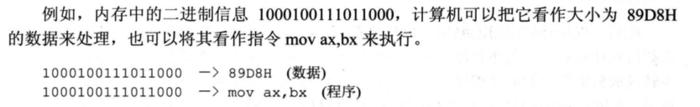 例如，内存中的二进制信息 1000100111011000，计算机可以把它看作大小为 89D8H
的数据来处理，也可以将其看作指令 mov ax,bx 来执行。
1000100111011000 —> 89D8H (数据)
1000100111011000 —> mov ax,bx (程序)